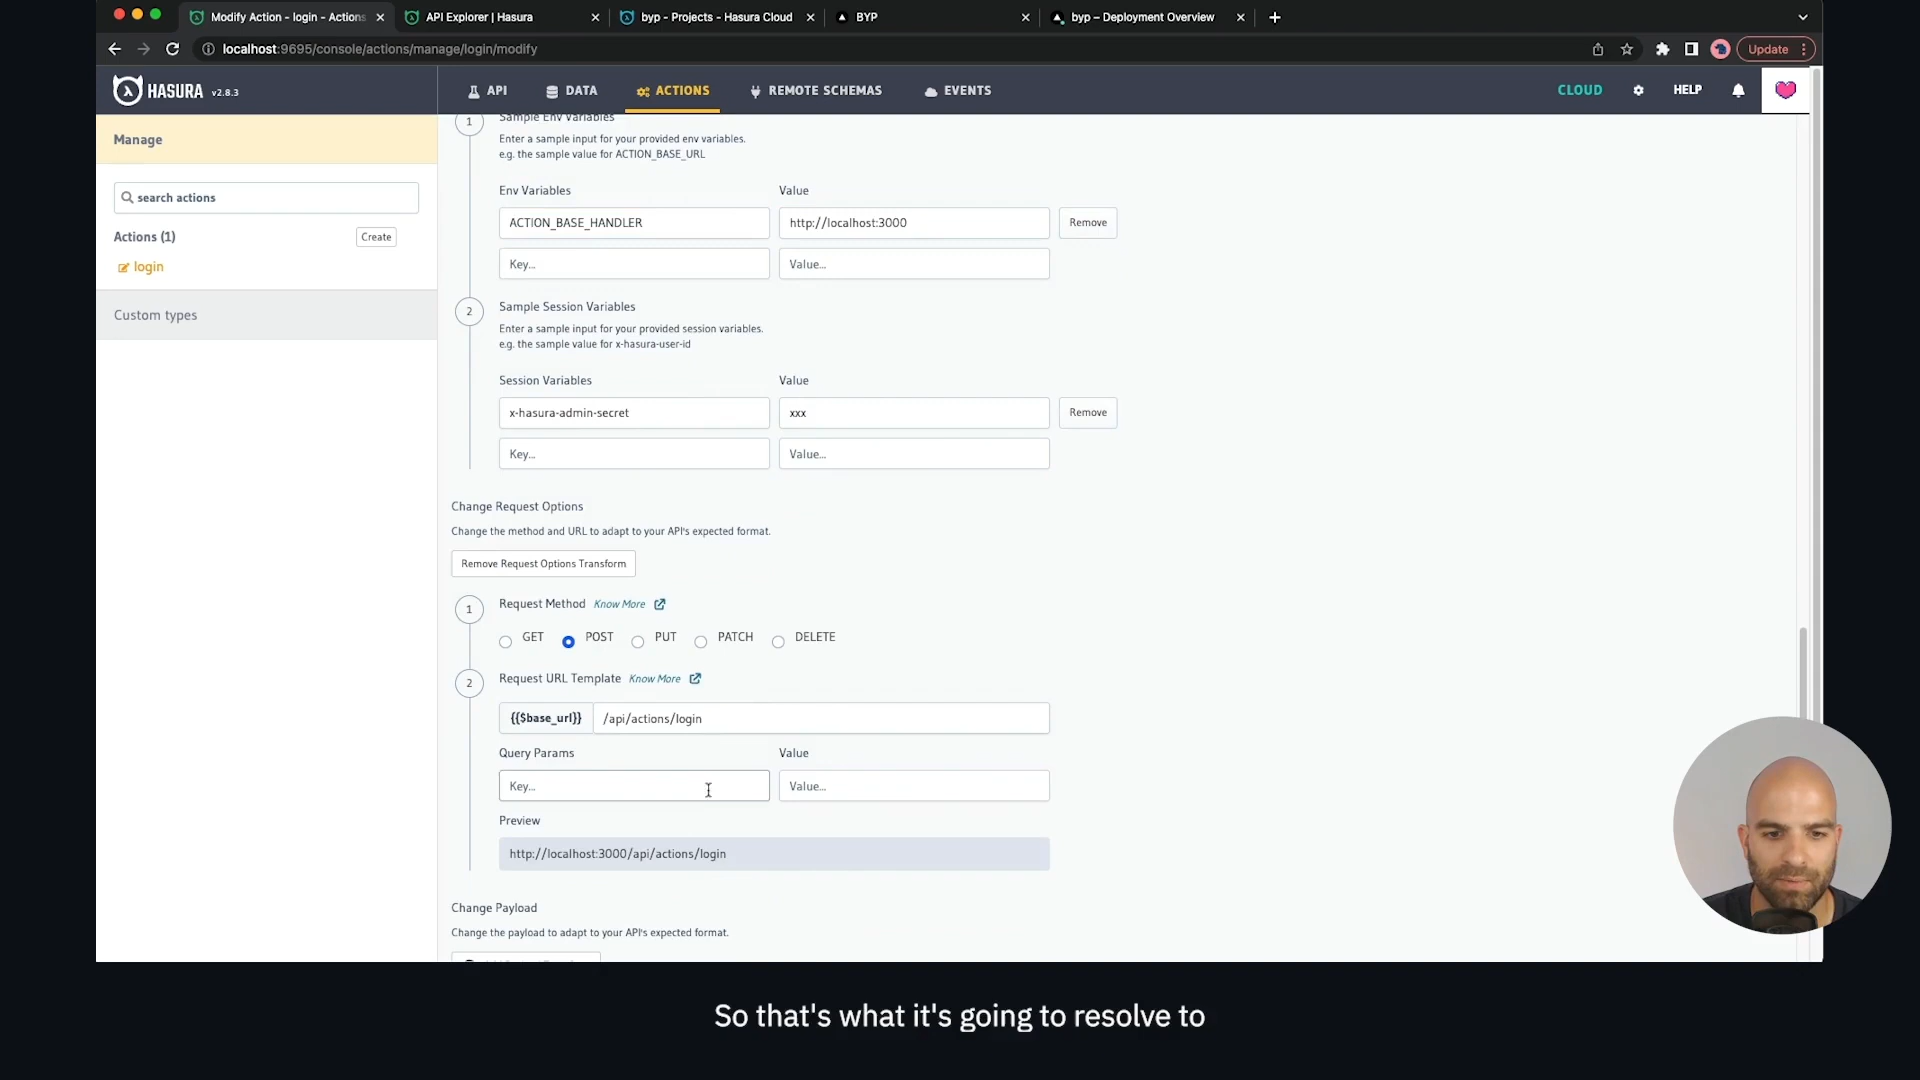 Modify Action - login - Actions
API Explorer | Hasura
byp - Projects - Hasura Cloud
BYP
byp – Deployment Overview
localhost:9695/console/actions/manage/login/modify
Update
HASURA v2.8.3
API
DATA
ACTIONS
REMOTE SCHEMAS
EVENTS
CLOUD
HELP
Manage
search actions
Actions (1)
Create
login
Custom types
1
Sample Env Variables
Enter a sample input for your provided env variables.
e.g. the sample value for ACTION_BASE_URL
Env Variables Value
ACTION_BASE_HANDLER http://localhost:3000 Remove
Key... Value...
2
Sample Session Variables
Enter a sample input for your provided session variables.
e.g. the sample value for x-hasura-user-id
Session Variables Value
x-hasura-admin-secret xxx Remove
Key... Value...
Change Request Options
Change the method and URL to adapt to your API's expected format.
Remove Request Options Transform
1
Request Method Know More
GET POST PUT PATCH DELETE
2
Request URL Template Know More
{{$base_url}} /api/actions/login
Query Params Value
Key... Value...
Preview
http://localhost:3000/api/actions/login
Change Payload
Change the payload to adapt to your API's expected format.
So that's what it's going to resolve to